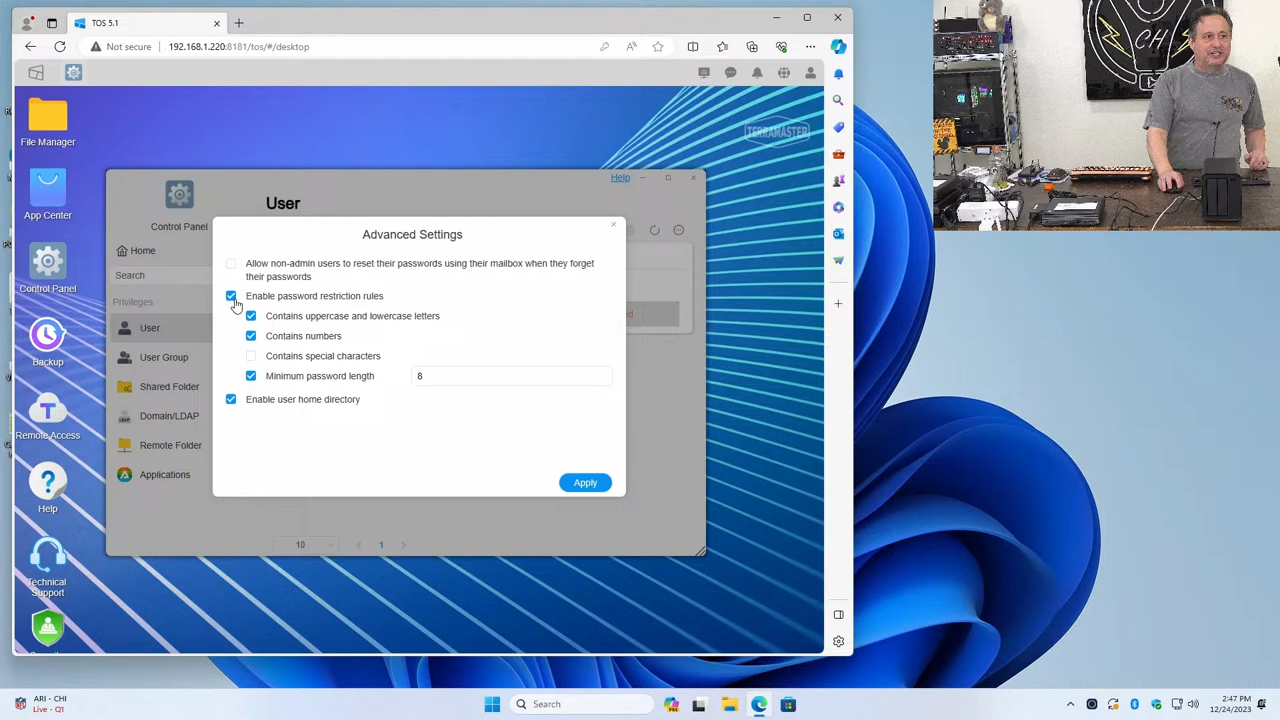 TOS 5.1
Not secure
192.168.1.220:8181/tos/#/desktop
File Manager
App Center
Control Panel
Backup
Remote Access
Help
Technical Support
TERRAMASTER
Help
Control Panel
User
Home
Search
Privileges
User
User Group
Shared Folder
Domain/LDAP
Remote Folder
Applications
Advanced Settings
Allow non-admin users to reset their passwords using their mailbox when they forget
their passwords
Enable password restriction rules
Contains uppercase and lowercase letters
Contains numbers
Contains special characters
Minimum password length
8
Enable user home directory
Apply
10
1
CHI
ARI - CHI
Live - Q1
Search
2:47 PM
12/24/2023